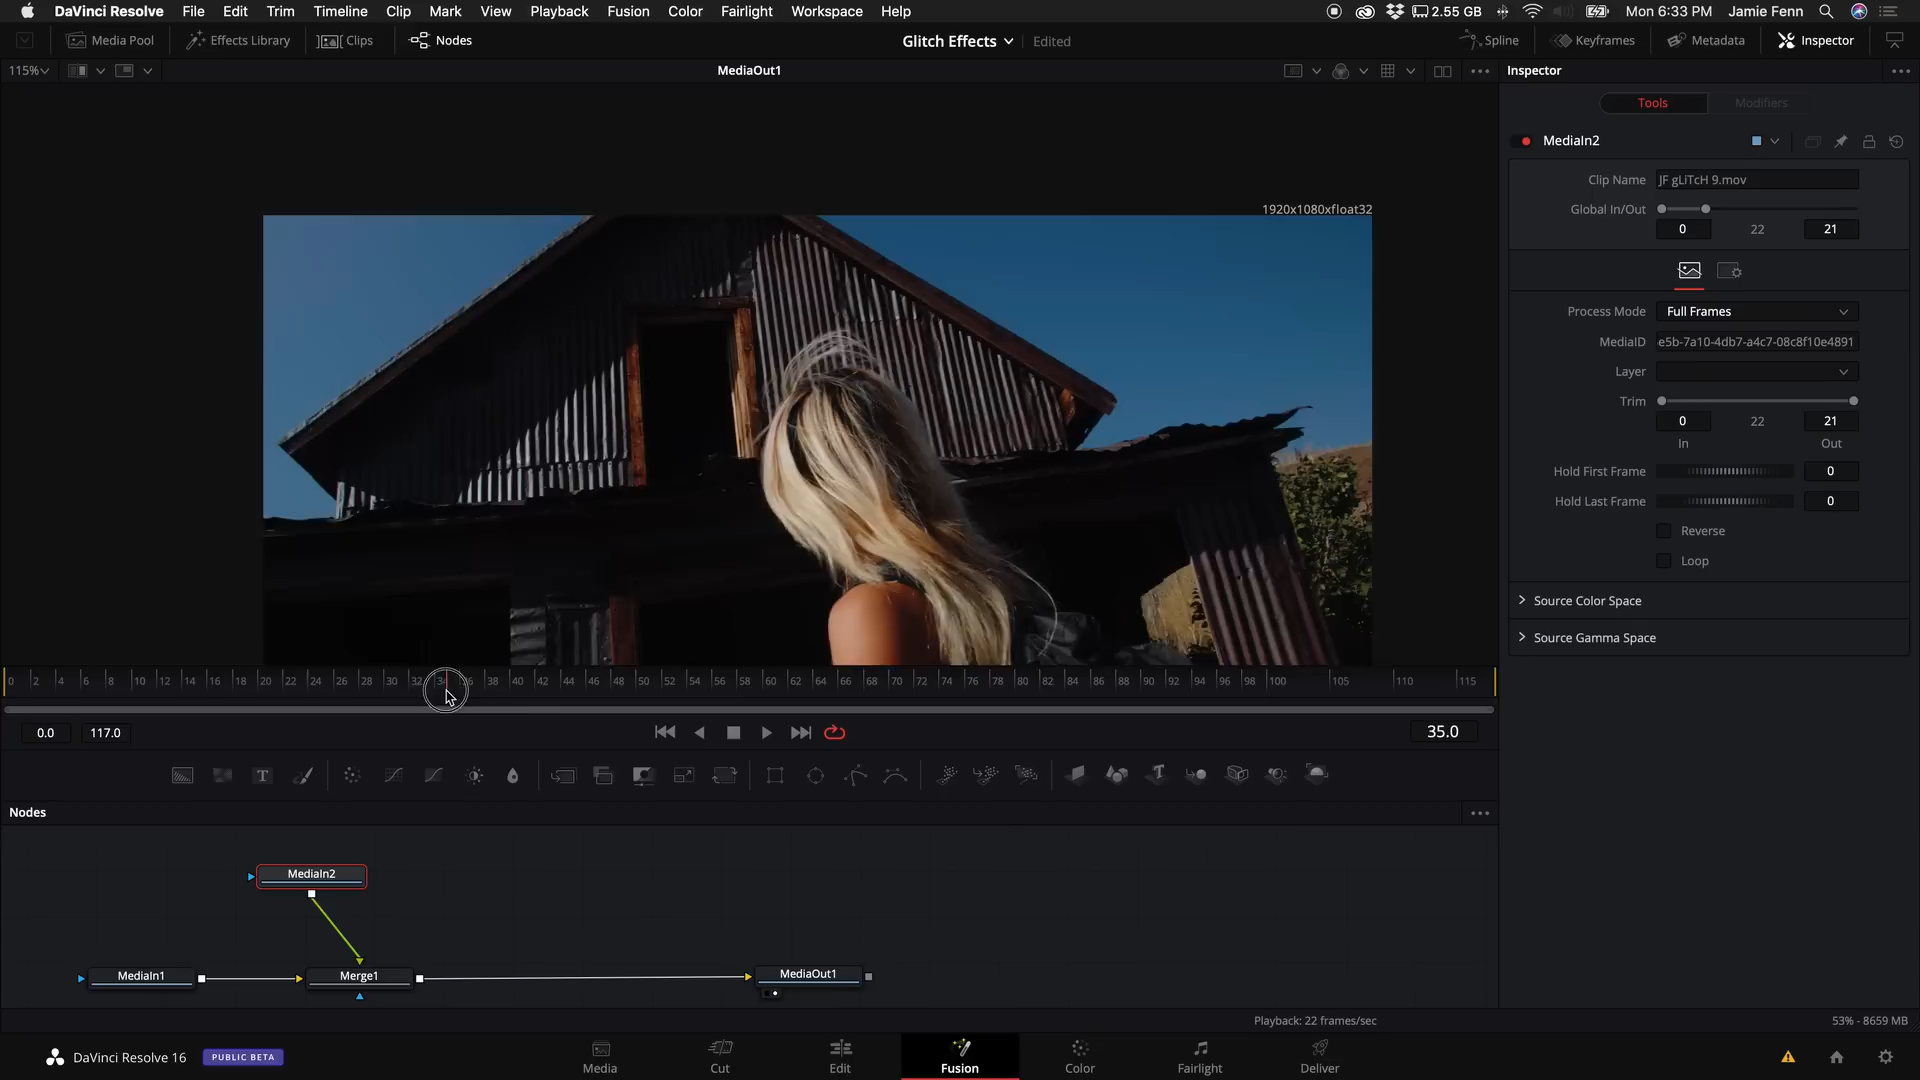 DaVinci Resolve File Edit Trim Timeline Clip Mark View Playback Fusion Color Fairlight Workspace Help 2.55 GB Mon 6:33 PM Jamie Fenn
Media Pool Effects Library Clips Nodes Glitch Effects Edited Spline Keyframes Metadata Inspector
115% MediaOut1 Inspector
Tools Modifiers
MediaIn2
Clip Name JF gLiTcH 9.mov
1920x1080xfloat32
Global In/Out
0 22 21
Process Mode Full Frames
MediaID e5b-7a10-4db7-a4c7-08c8f10e4891
Layer
Trim
0 22 21
In Out
Hold First Frame 0
Hold Last Frame 0
Reverse
Loop
Source Color Space
Source Gamma Space
0 2 4 6 8 10 12 14 16 18 20 22 24 26 28 30 32 34 36 38 40 42 44 46 48 50 52 54 56 58 60 62 64 66 68 70 72 74 76 78 80 82 84 86 88 90 92 94 96 98 100 105 110 115
0.0 117.0 35.0
T T
Nodes
MediaIn2
MediaIn1 Merge1 MediaOut1
Playback: 22 frames/sec 53% - 8659 MB
DaVinci Resolve 16 PUBLIC BETA
Media Cut Edit Fusion Color Fairlight Deliver